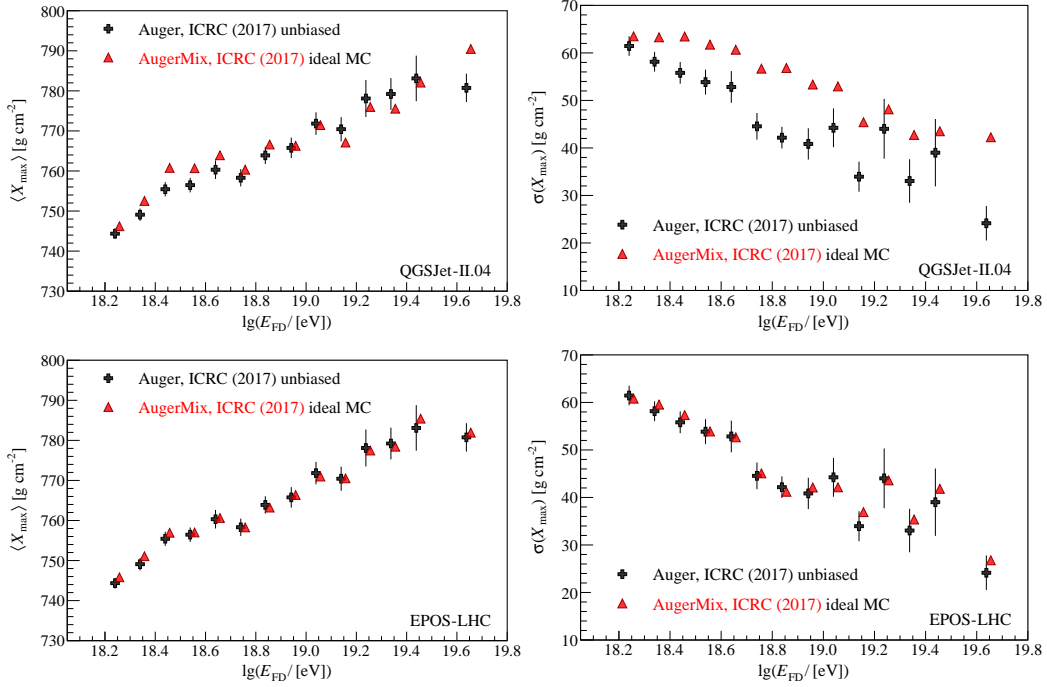 800
790
780
770
760
750
740
730
⟨X_max⟩ [g cm⁻²]
Auger, ICRC (2017) unbiased
AugerMix, ICRC (2017) ideal MC
QGSJet-II.04
18.2 18.4 18.6 18.8 19.0 19.2 19.4 19.6 19.8
lg(E_FD/ [eV])
70
60
50
40
30
20
10
σ(X_max) [g cm⁻²]
Auger, ICRC (2017) unbiased
AugerMix, ICRC (2017) ideal MC
QGSJet-II.04
18.2 18.4 18.6 18.8 19.0 19.2 19.4 19.6 19.8
lg(E_FD/ [eV])
800
790
780
770
760
750
740
730
⟨X_max⟩ [g cm⁻²]
Auger, ICRC (2017) unbiased
AugerMix, ICRC (2017) ideal MC
EPOS-LHC
18.2 18.4 18.6 18.8 19.0 19.2 19.4 19.6 19.8
lg(E_FD/ [eV])
70
60
50
40
30
20
10
σ(X_max) [g cm⁻²]
Auger, ICRC (2017) unbiased
AugerMix, ICRC (2017) ideal MC
EPOS-LHC
18.2 18.4 18.6 18.8 19.0 19.2 19.4 19.6 19.8
lg(E_FD/ [eV])